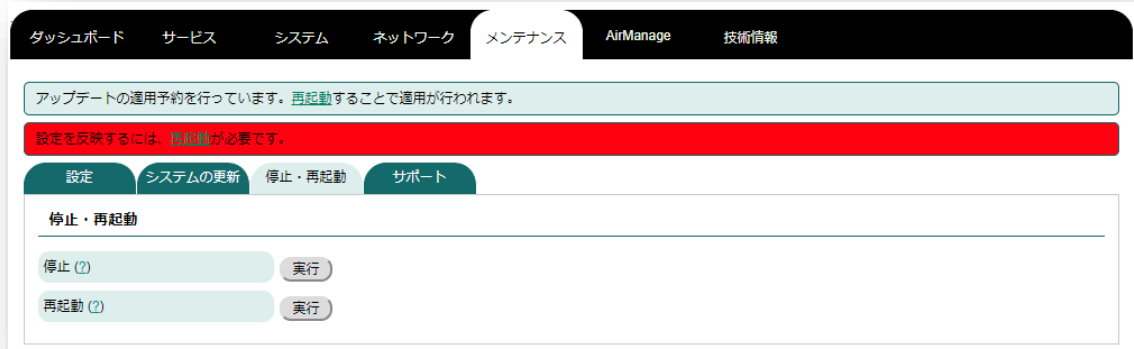 ダッシュボード サービス システム ネットワーク メンテナンス AirManage 技術情報
アップデートの適用予約を行っています。再起動することで適用が行われます。
設定を反映するには、再起動が必要です。
設定 システムの更新 停止・再起動 サポート
停止・再起動
停止 (?) 実行
再起動 (?) 実行